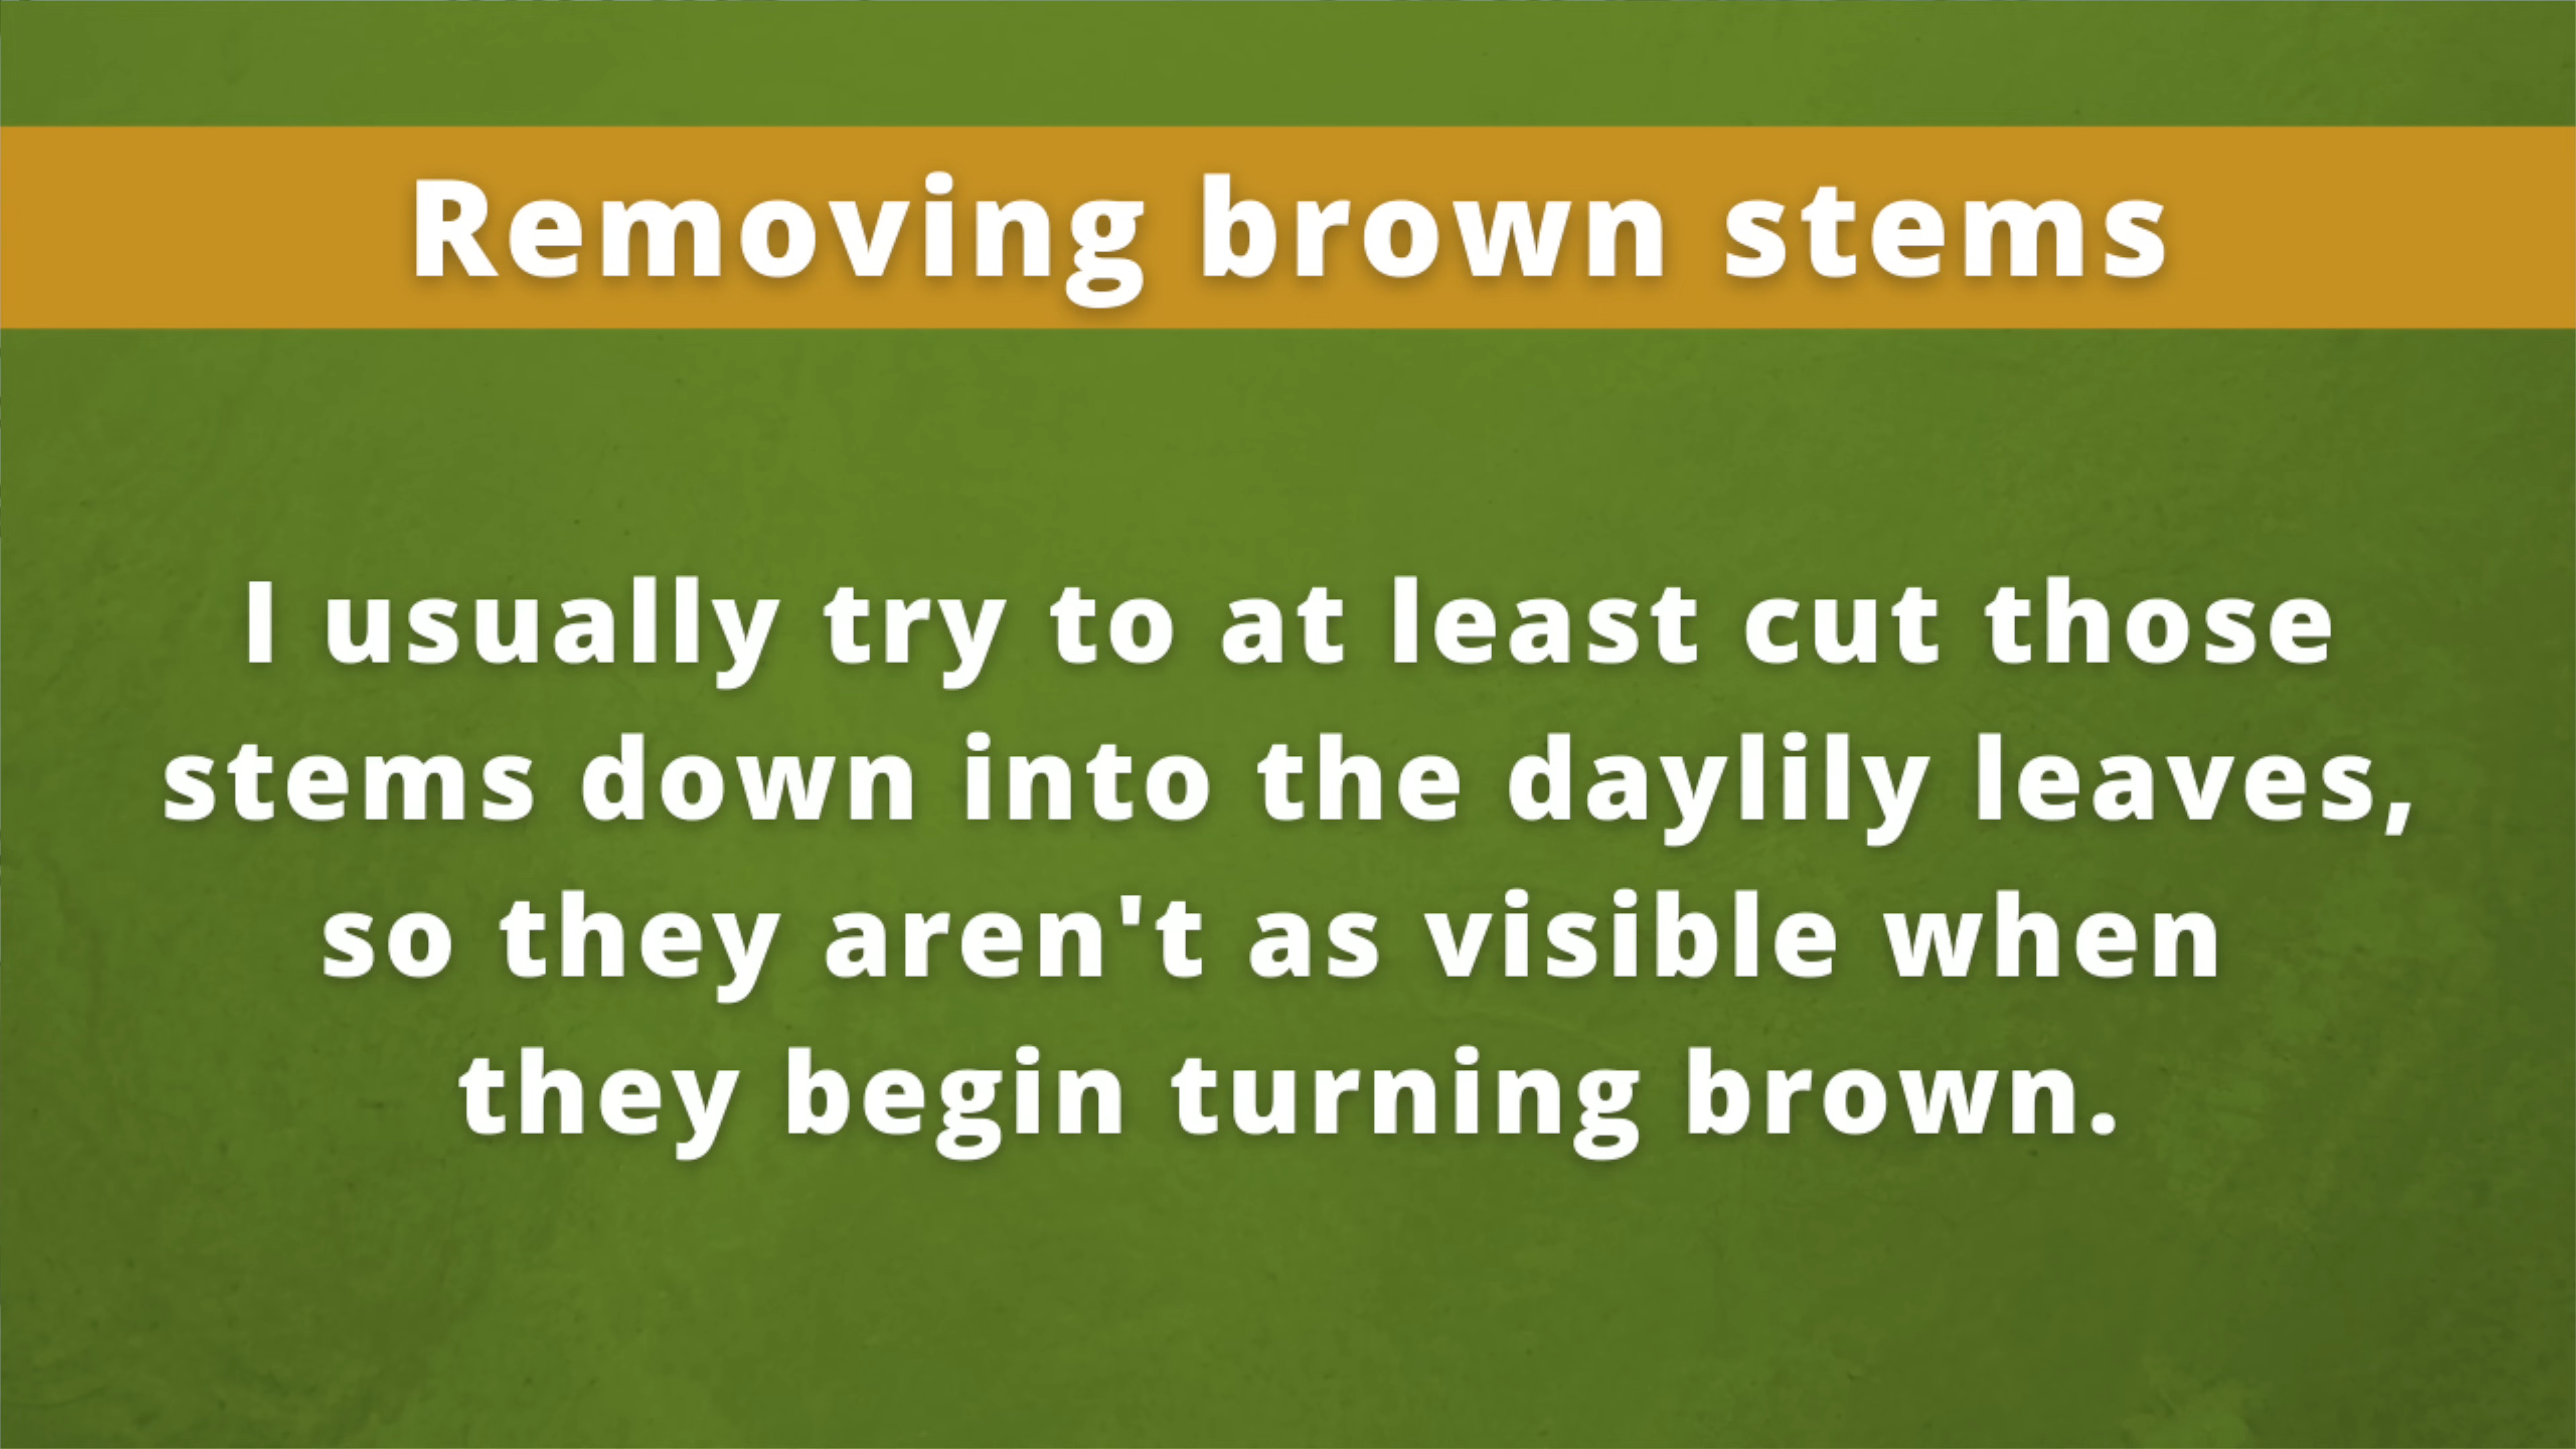 Removing brown stems
I usually try to at least cut those
stems down into the daylily leaves,
so they aren't as visible when
they begin turning brown.